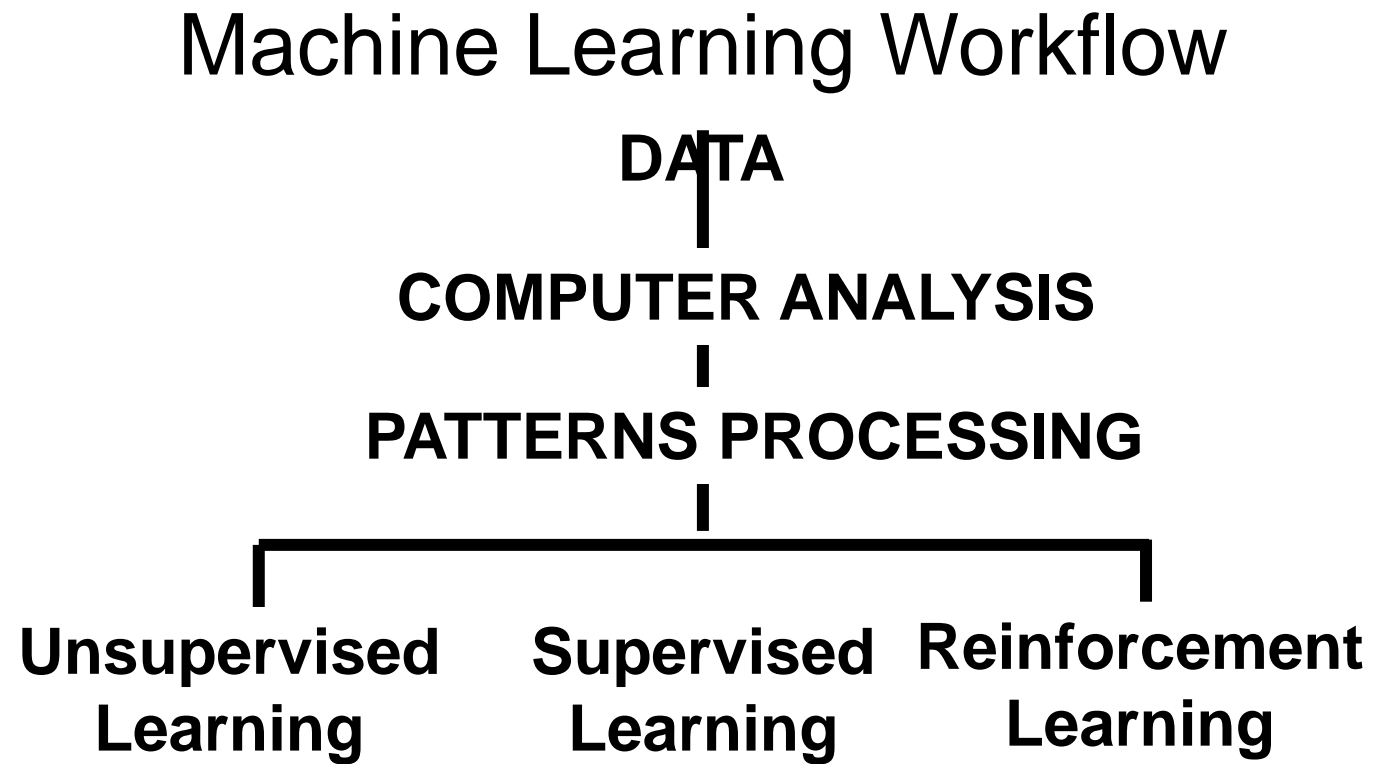 Machine Learning Workflow
DATA
COMPUTER ANALYSIS
PATTERNS PROCESSING
Unsupervised
Learning
Supervised
Learning
Reinforcement
Learning